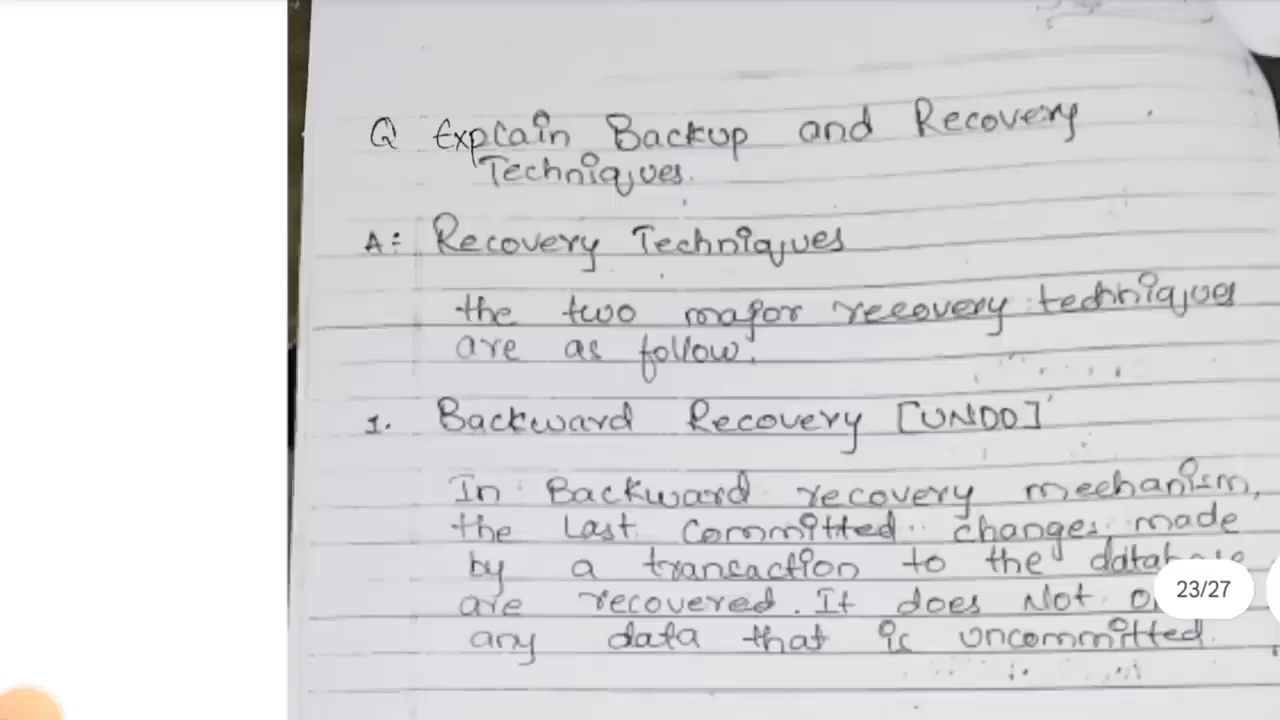 Q Explain Backup and Recovery
Techniques.
A: Recovery Techniques
the two major recovery techniques
are as follow:
1. Backward Recovery [UNDO]
In Backward recovery mechanism,
the Last committed changes made
by a trancaction to the
are recovered. It does Not
any data that is uncommitted.
23/27